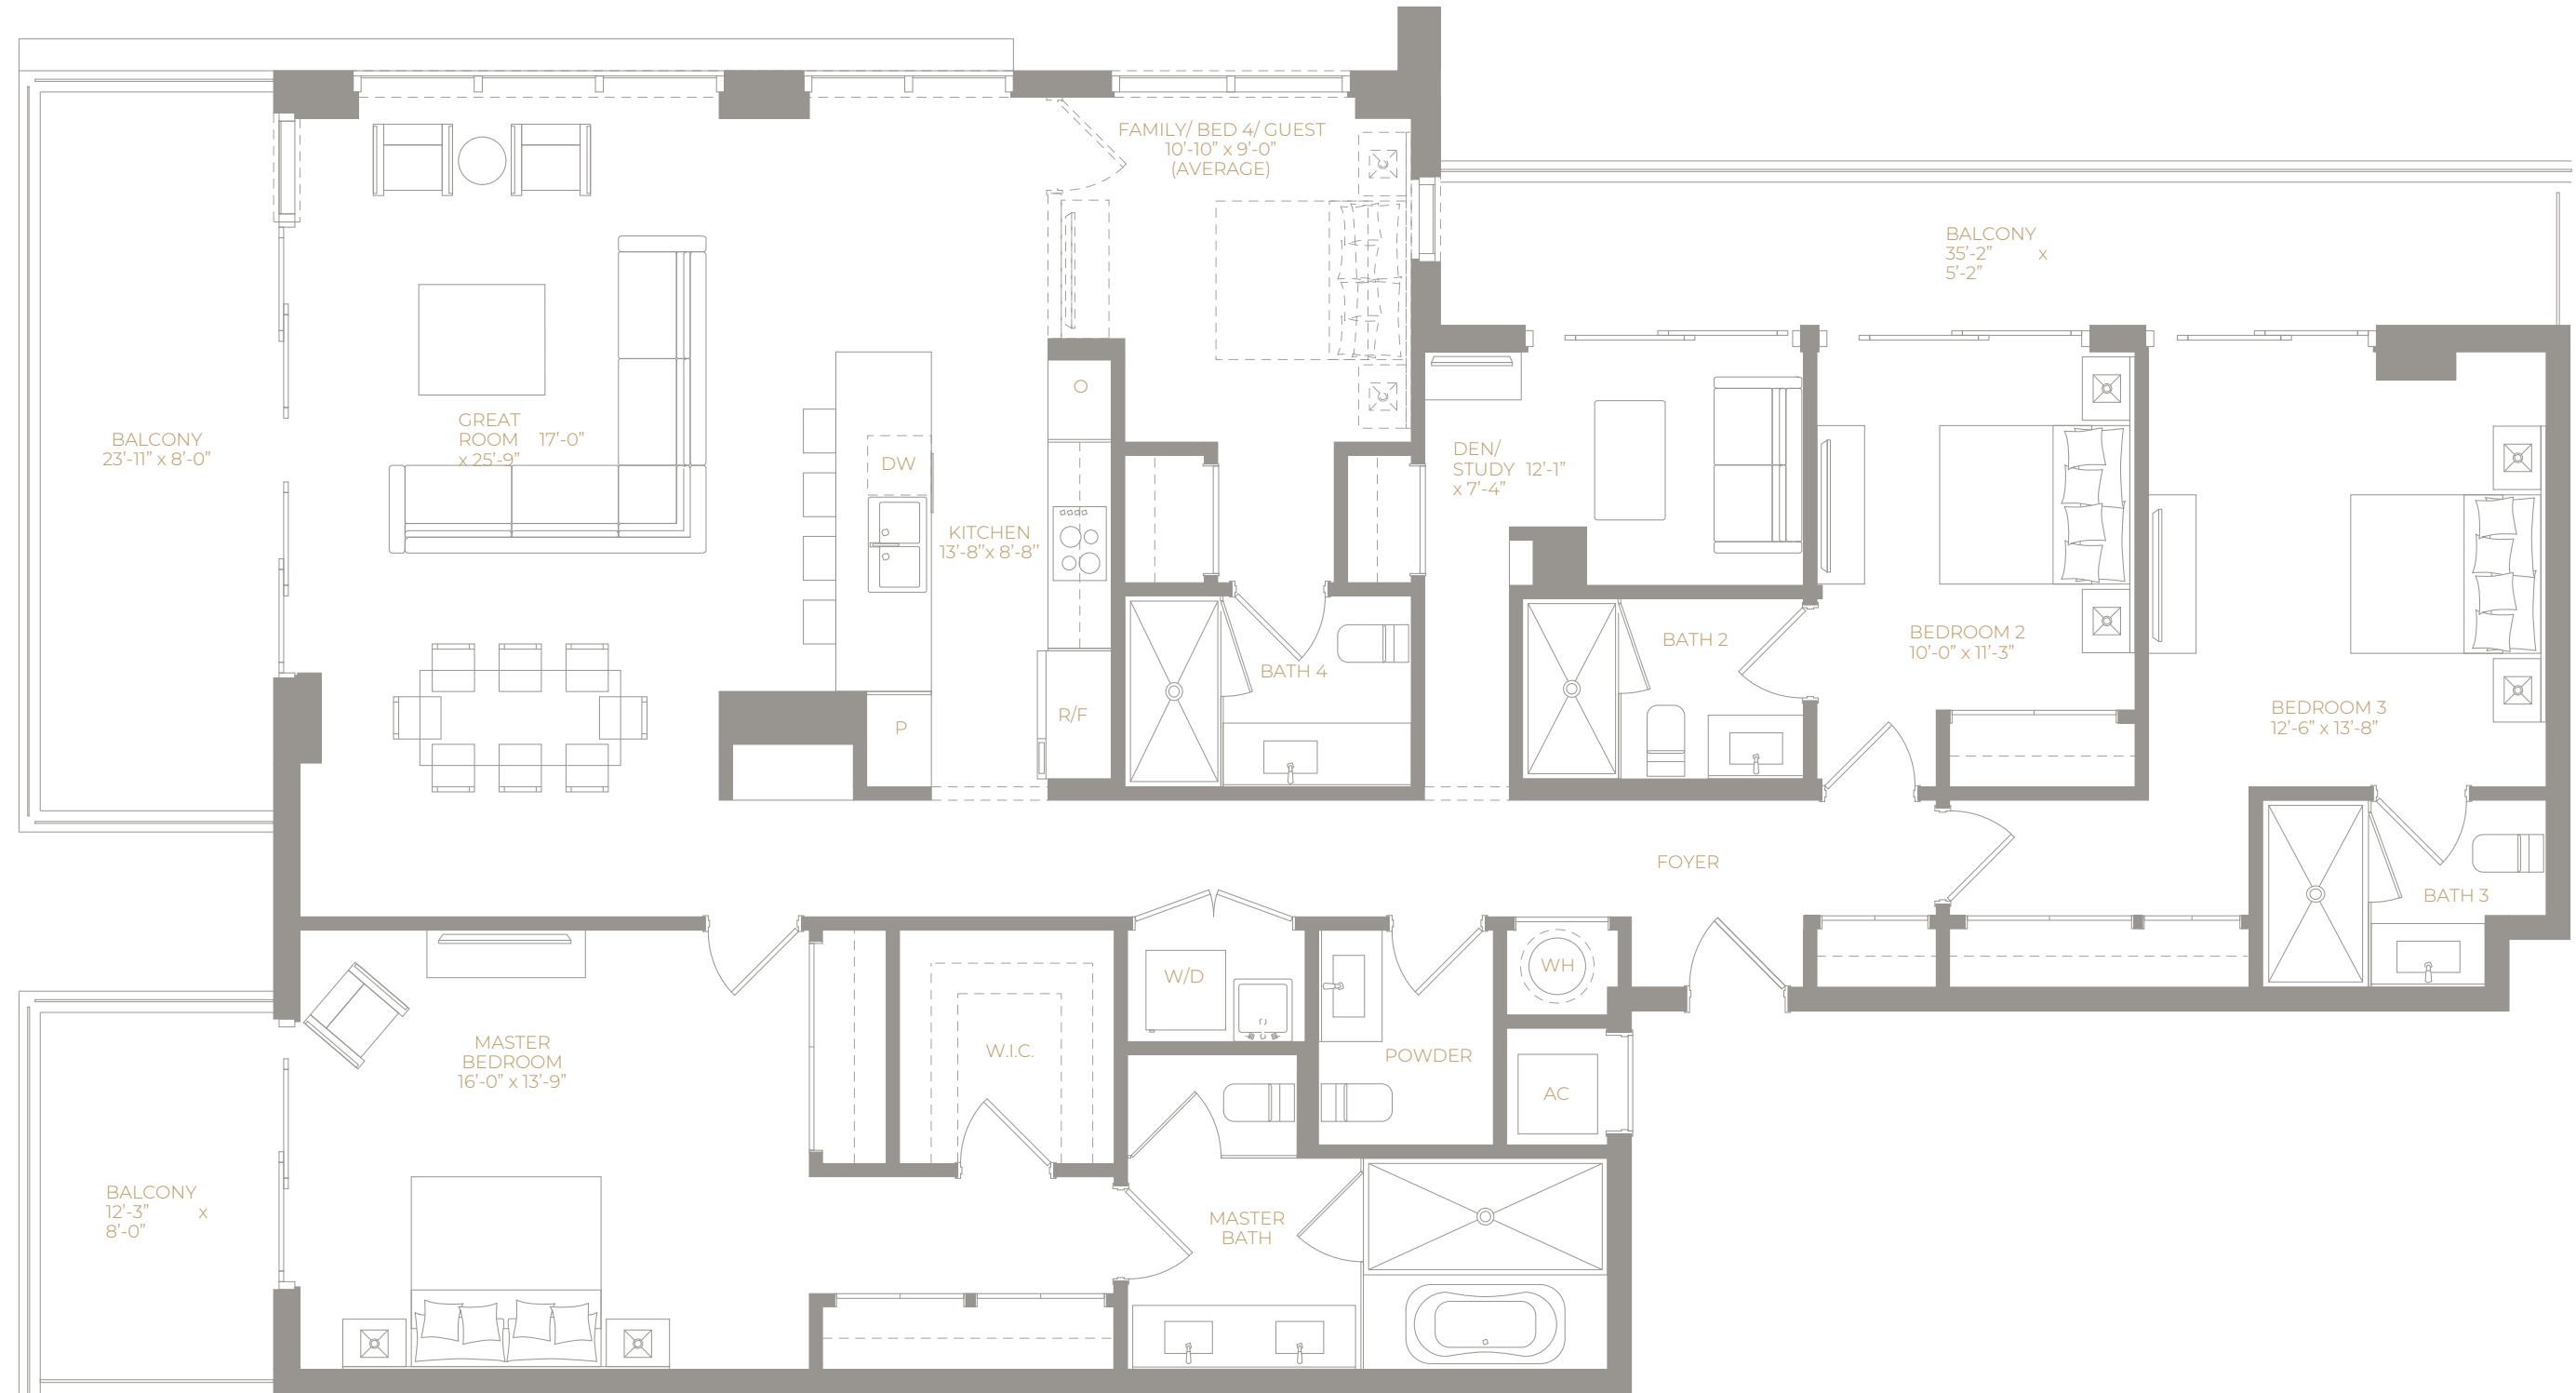 FAMILY/ BED 4/ GUEST
10’-10” x 9’-0”
(AVERAGE)
BALCONY
35’-2” x
5’-2”
BALCONY
23’-11” x 8’-0”
GREAT
ROOM 17’-0”
x 25’-9”
O
DW
KITCHEN
13’-8”x 8’-8”
DEN/
STUDY 12’-1”
x 7’-4”
BATH 4
BATH 2
BEDROOM 2
10’-0” x 11’-3”
BEDROOM 3
12’-6” x 13’-8”
P
R/F
FOYER
BATH 3
W/D
WH
MASTER
BEDROOM
16’-0” x 13’-9”
W.I.C.
POWDER
AC
BALCONY
12’-3” x
8’-0”
MASTER
BATH